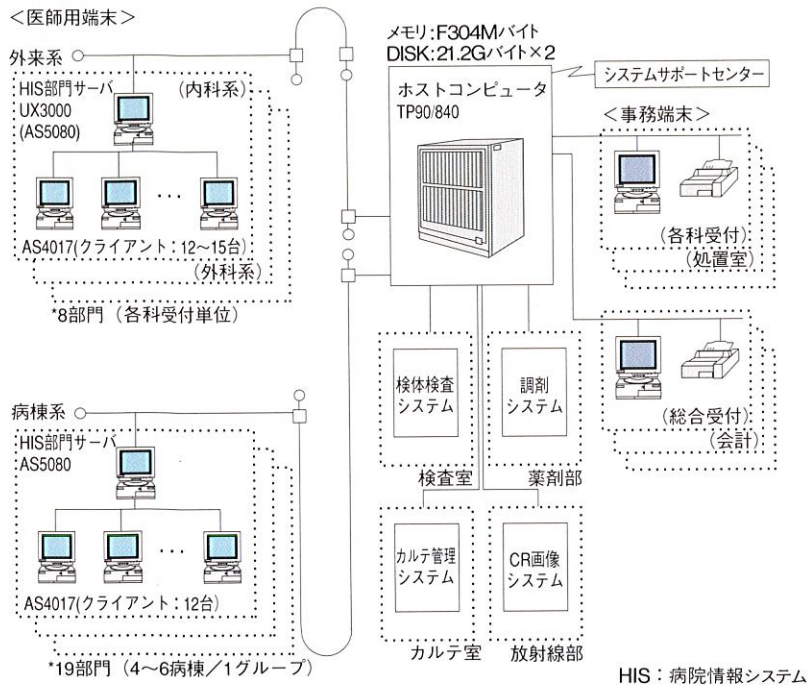 <医師用端末>
外来系
HIS部門サーバ
UX3000
(AS5080)
(内科系)
AS4017(クライアント:12〜15台)
(外科系)
*8部門(各科受付単位)
病棟系
HIS部門サーバ
AS5080
AS4017(クライアント:12台)
*19部門(4〜6病棟/1グループ)
メモリ:F304Mバイト
DISK:21.2Gバイト×2
ホストコンピュータ
TP90/840
システムサポートセンター
<事務端末>
(各科受付)
(処置室)
(総合受付)
(会計)
検体検査
システム
検査室
調剤
システム
薬剤部
カルテ管理
システム
カルテ室
CR画像
システム
放射線部
HIS:病院情報システム